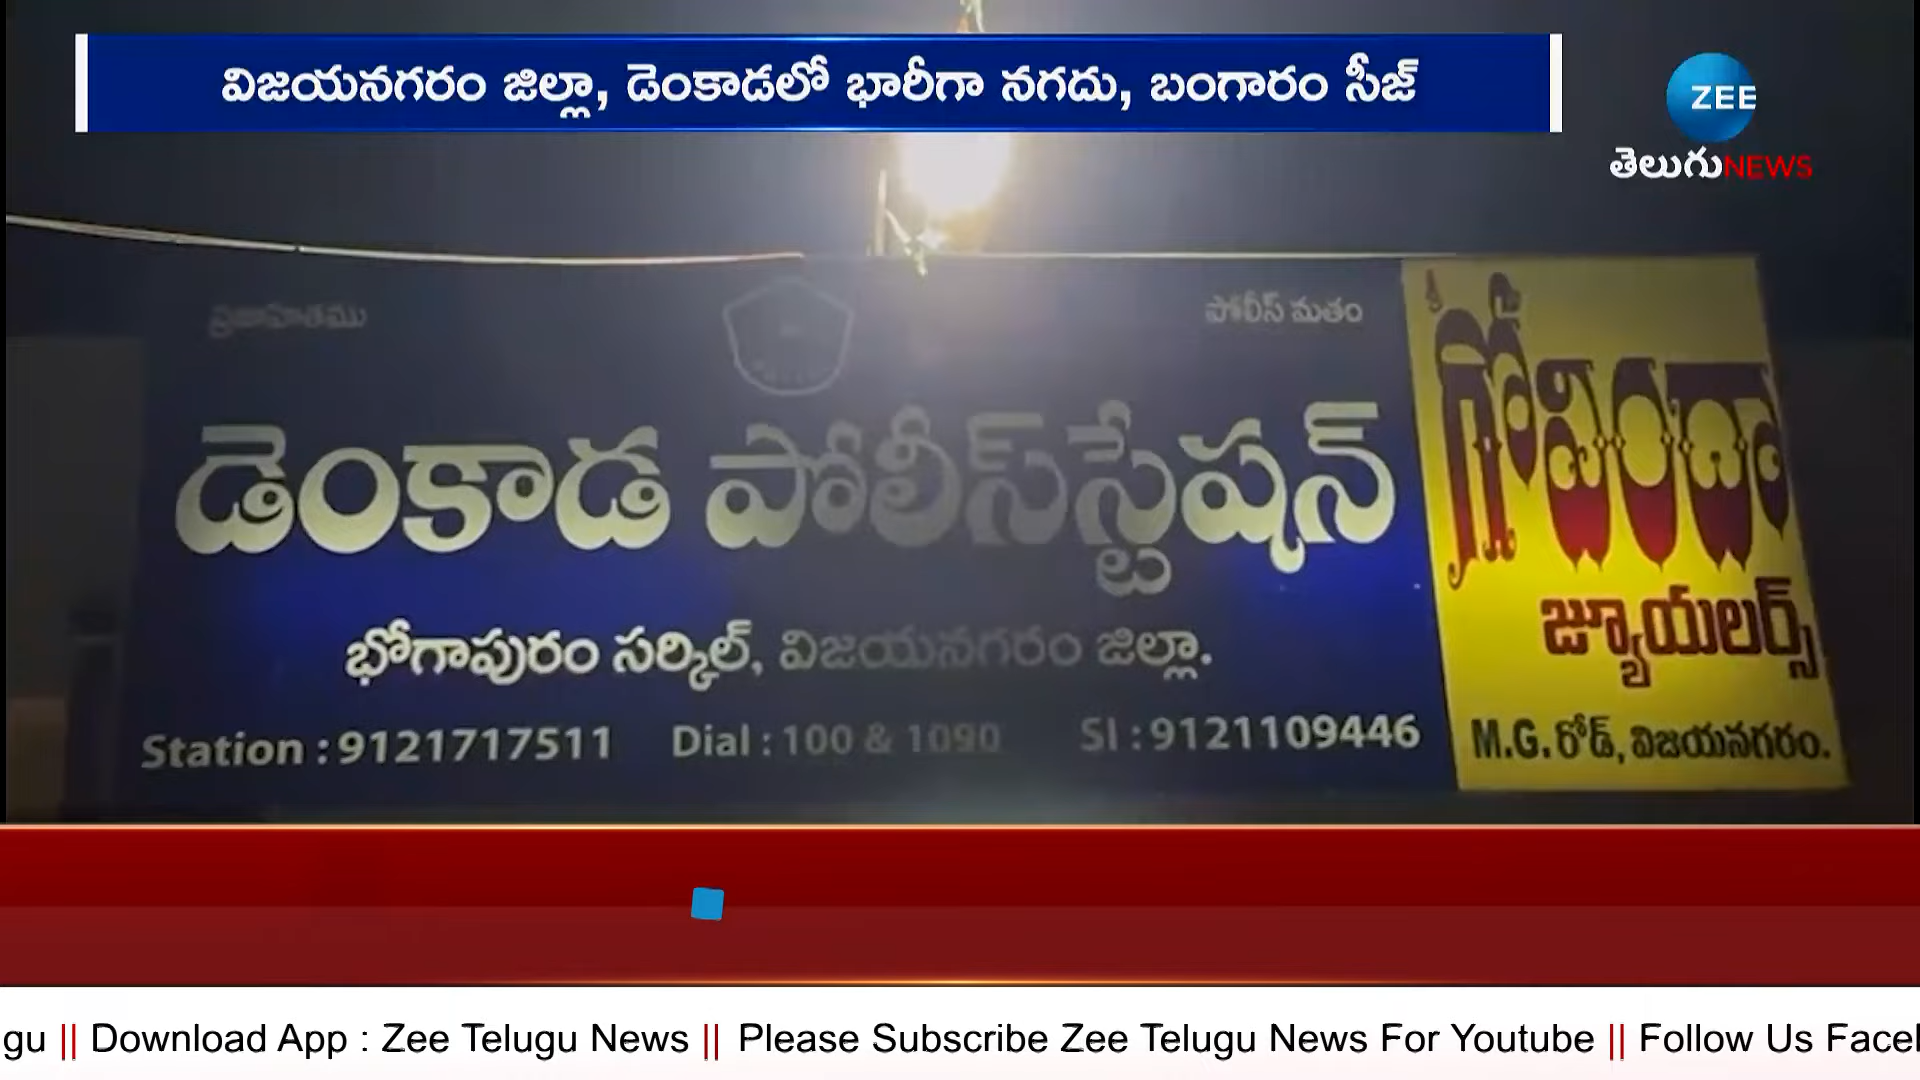 విజయనగరం జిల్లా, డెంకాడలో భారీగా నగదు, బంగారం సీజ్
ZEE
తెలుగు NEWS
పోలీస్ మతం
డెంకాడ పోలీస్‌స్టేషన్
భోగాపురం సర్కిల్, విజయనగరం జిల్లా.
Station : 9121717511 Dial : 100 & 1090 SI : 9121109446
శ్రీ
గోవిందా
జ్యూయలర్స్
M.G. రోడ్, విజయనగరం.
gu || Download App : Zee Telugu News || Please Subscribe Zee Telugu News For Youtube || Follow Us Faceb